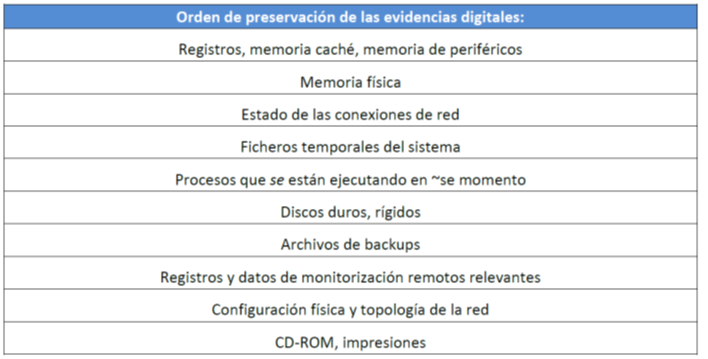 Orden de preservación de las evidencias digitales:
Registros, memoria caché, memoria de periféricos
Memoria física
Estado de las conexiones de red
Ficheros temporales del sistema
Procesos que se están ejecutando en ~se momento
Discos duros, rígidos
Archivos de backups
Registros y datos de monitorización remotos relevantes
Configuración física y topología de la red
CD-ROM, impresiones